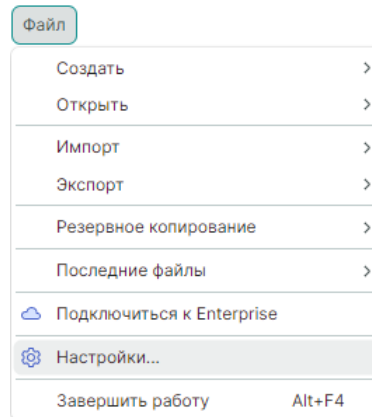 Файл
Создать
Открыть
Импорт
Экспорт
Резервное копирование
Последние файлы
Подключиться к Enterprise
Настройки...
Завершить работу Alt+F4